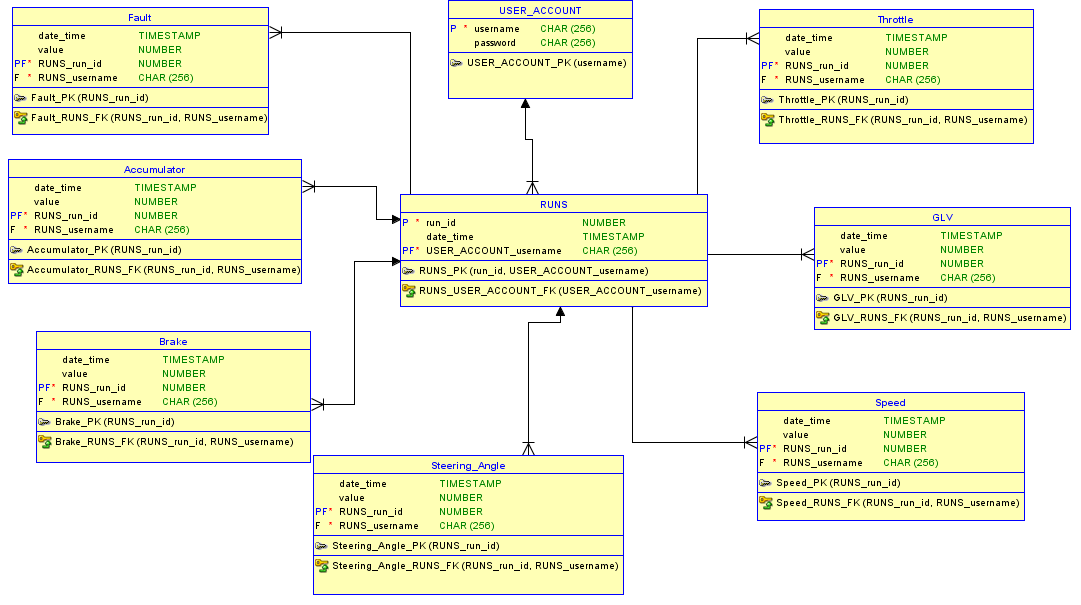 Fault
date_time TIMESTAMP
value NUMBER
PF* RUNS_run_id NUMBER
F * RUNS_username CHAR (256)
Fault_PK (RUNS_run_id)
Fault_RUNS_FK (RUNS_run_id, RUNS_username)
USER_ACCOUNT
P * username CHAR (256)
password CHAR (256)
USER_ACCOUNT_PK (username)
Throttle
date_time TIMESTAMP
value NUMBER
PF* RUNS_run_id NUMBER
F * RUNS_username CHAR (256)
Throttle_PK (RUNS_run_id)
Throttle_RUNS_FK (RUNS_run_id, RUNS_username)
Accumulator
date_time TIMESTAMP
value NUMBER
PF* RUNS_run_id NUMBER
F * RUNS_username CHAR (256)
Accumulator_PK (RUNS_run_id)
Accumulator_RUNS_FK (RUNS_run_id, RUNS_username)
RUNS
P * run_id NUMBER
date_time TIMESTAMP
PF* USER_ACCOUNT_username CHAR (256)
RUNS_PK (run_id, USER_ACCOUNT_username)
RUNS_USER_ACCOUNT_FK (USER_ACCOUNT_username)
GLV
date_time TIMESTAMP
value NUMBER
PF* RUNS_run_id NUMBER
F * RUNS_username CHAR (256)
GLV_PK (RUNS_run_id)
GLV_RUNS_FK (RUNS_run_id, RUNS_username)
Brake
date_time TIMESTAMP
value NUMBER
PF* RUNS_run_id NUMBER
F * RUNS_username CHAR (256)
Brake_PK (RUNS_run_id)
Brake_RUNS_FK (RUNS_run_id, RUNS_username)
Steering_Angle
date_time TIMESTAMP
value NUMBER
PF* RUNS_run_id NUMBER
F * RUNS_username CHAR (256)
Steering_Angle_PK (RUNS_run_id)
Steering_Angle_RUNS_FK (RUNS_run_id, RUNS_username)
Speed
date_time TIMESTAMP
value NUMBER
PF* RUNS_run_id NUMBER
F * RUNS_username CHAR (256)
Speed_PK (RUNS_run_id)
Speed_RUNS_FK (RUNS_run_id, RUNS_username)